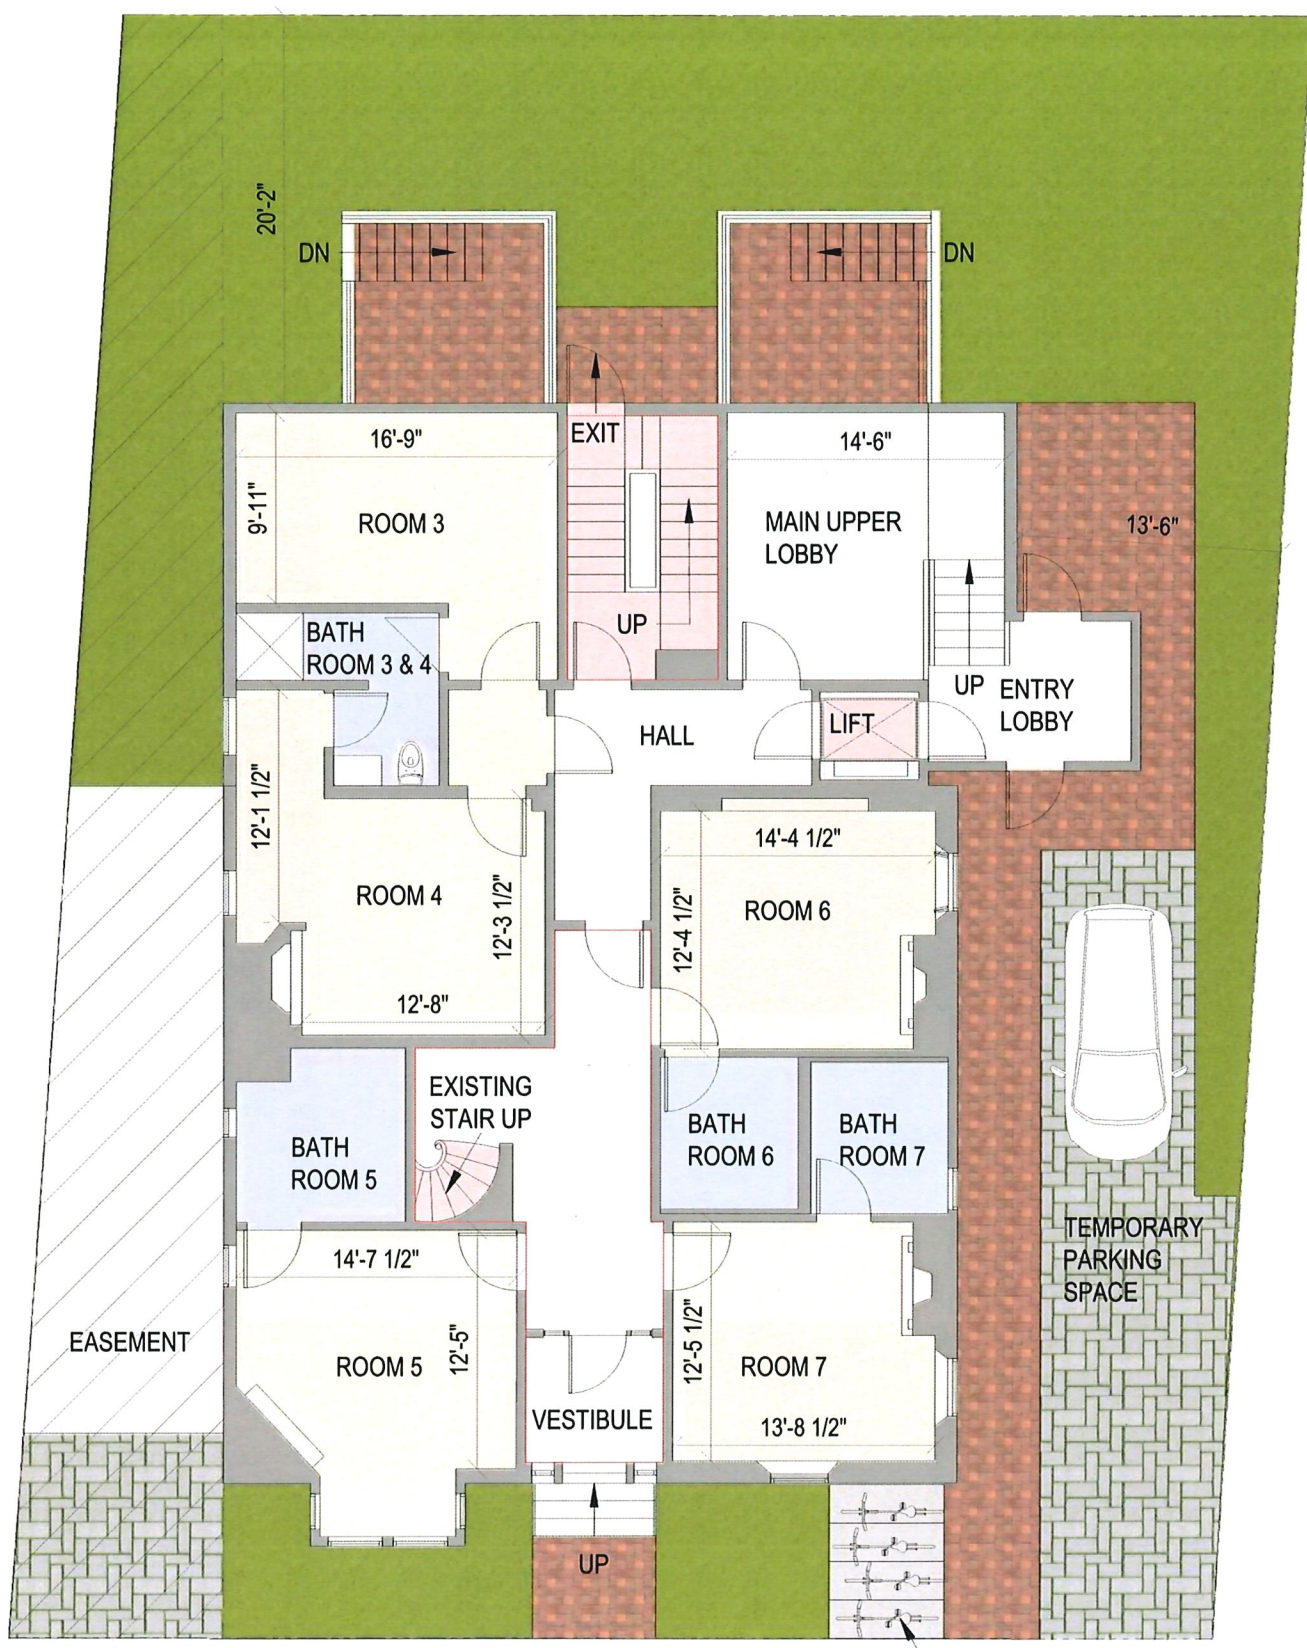 20'-2"
DN
DN
EXIT
16'-9"
14'-6"
9'-11"
ROOM 3
MAIN UPPER
LOBBY
13'-6"
UP
BATH
ROOM 3 & 4
UP
ENTRY
LOBBY
HALL
LIFT
12'-1 1/2"
14'-4 1/2"
ROOM 4
ROOM 6
12'-3 1/2"
12'-4 1/2"
12'-8"
EXISTING
STAIR UP
BATH
ROOM 5
BATH
ROOM 6
BATH
ROOM 7
14'-7 1/2"
TEMPORARY
PARKING
SPACE
EASEMENT
ROOM 5
12'-5"
12'-5 1/2"
ROOM 7
VESTIBULE
13'-8 1/2"
UP